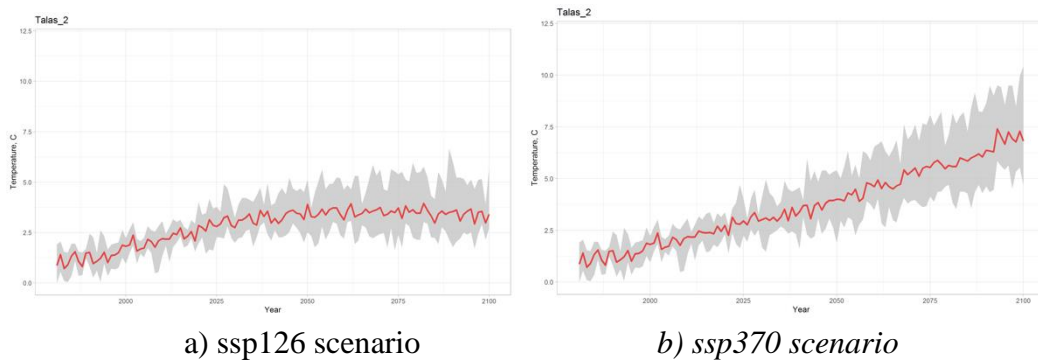 Talas_2
12.5
10.0
7.5
5.0
2.5
0.0
Temperature, C
2000
2025
2050
2075
2100
Year
a) ssp126 scenario
Talas_2
12.5
10.0
7.5
5.0
2.5
0.0
Temperature, C
2000
2025
2050
2075
2100
Year
b) ssp370 scenario